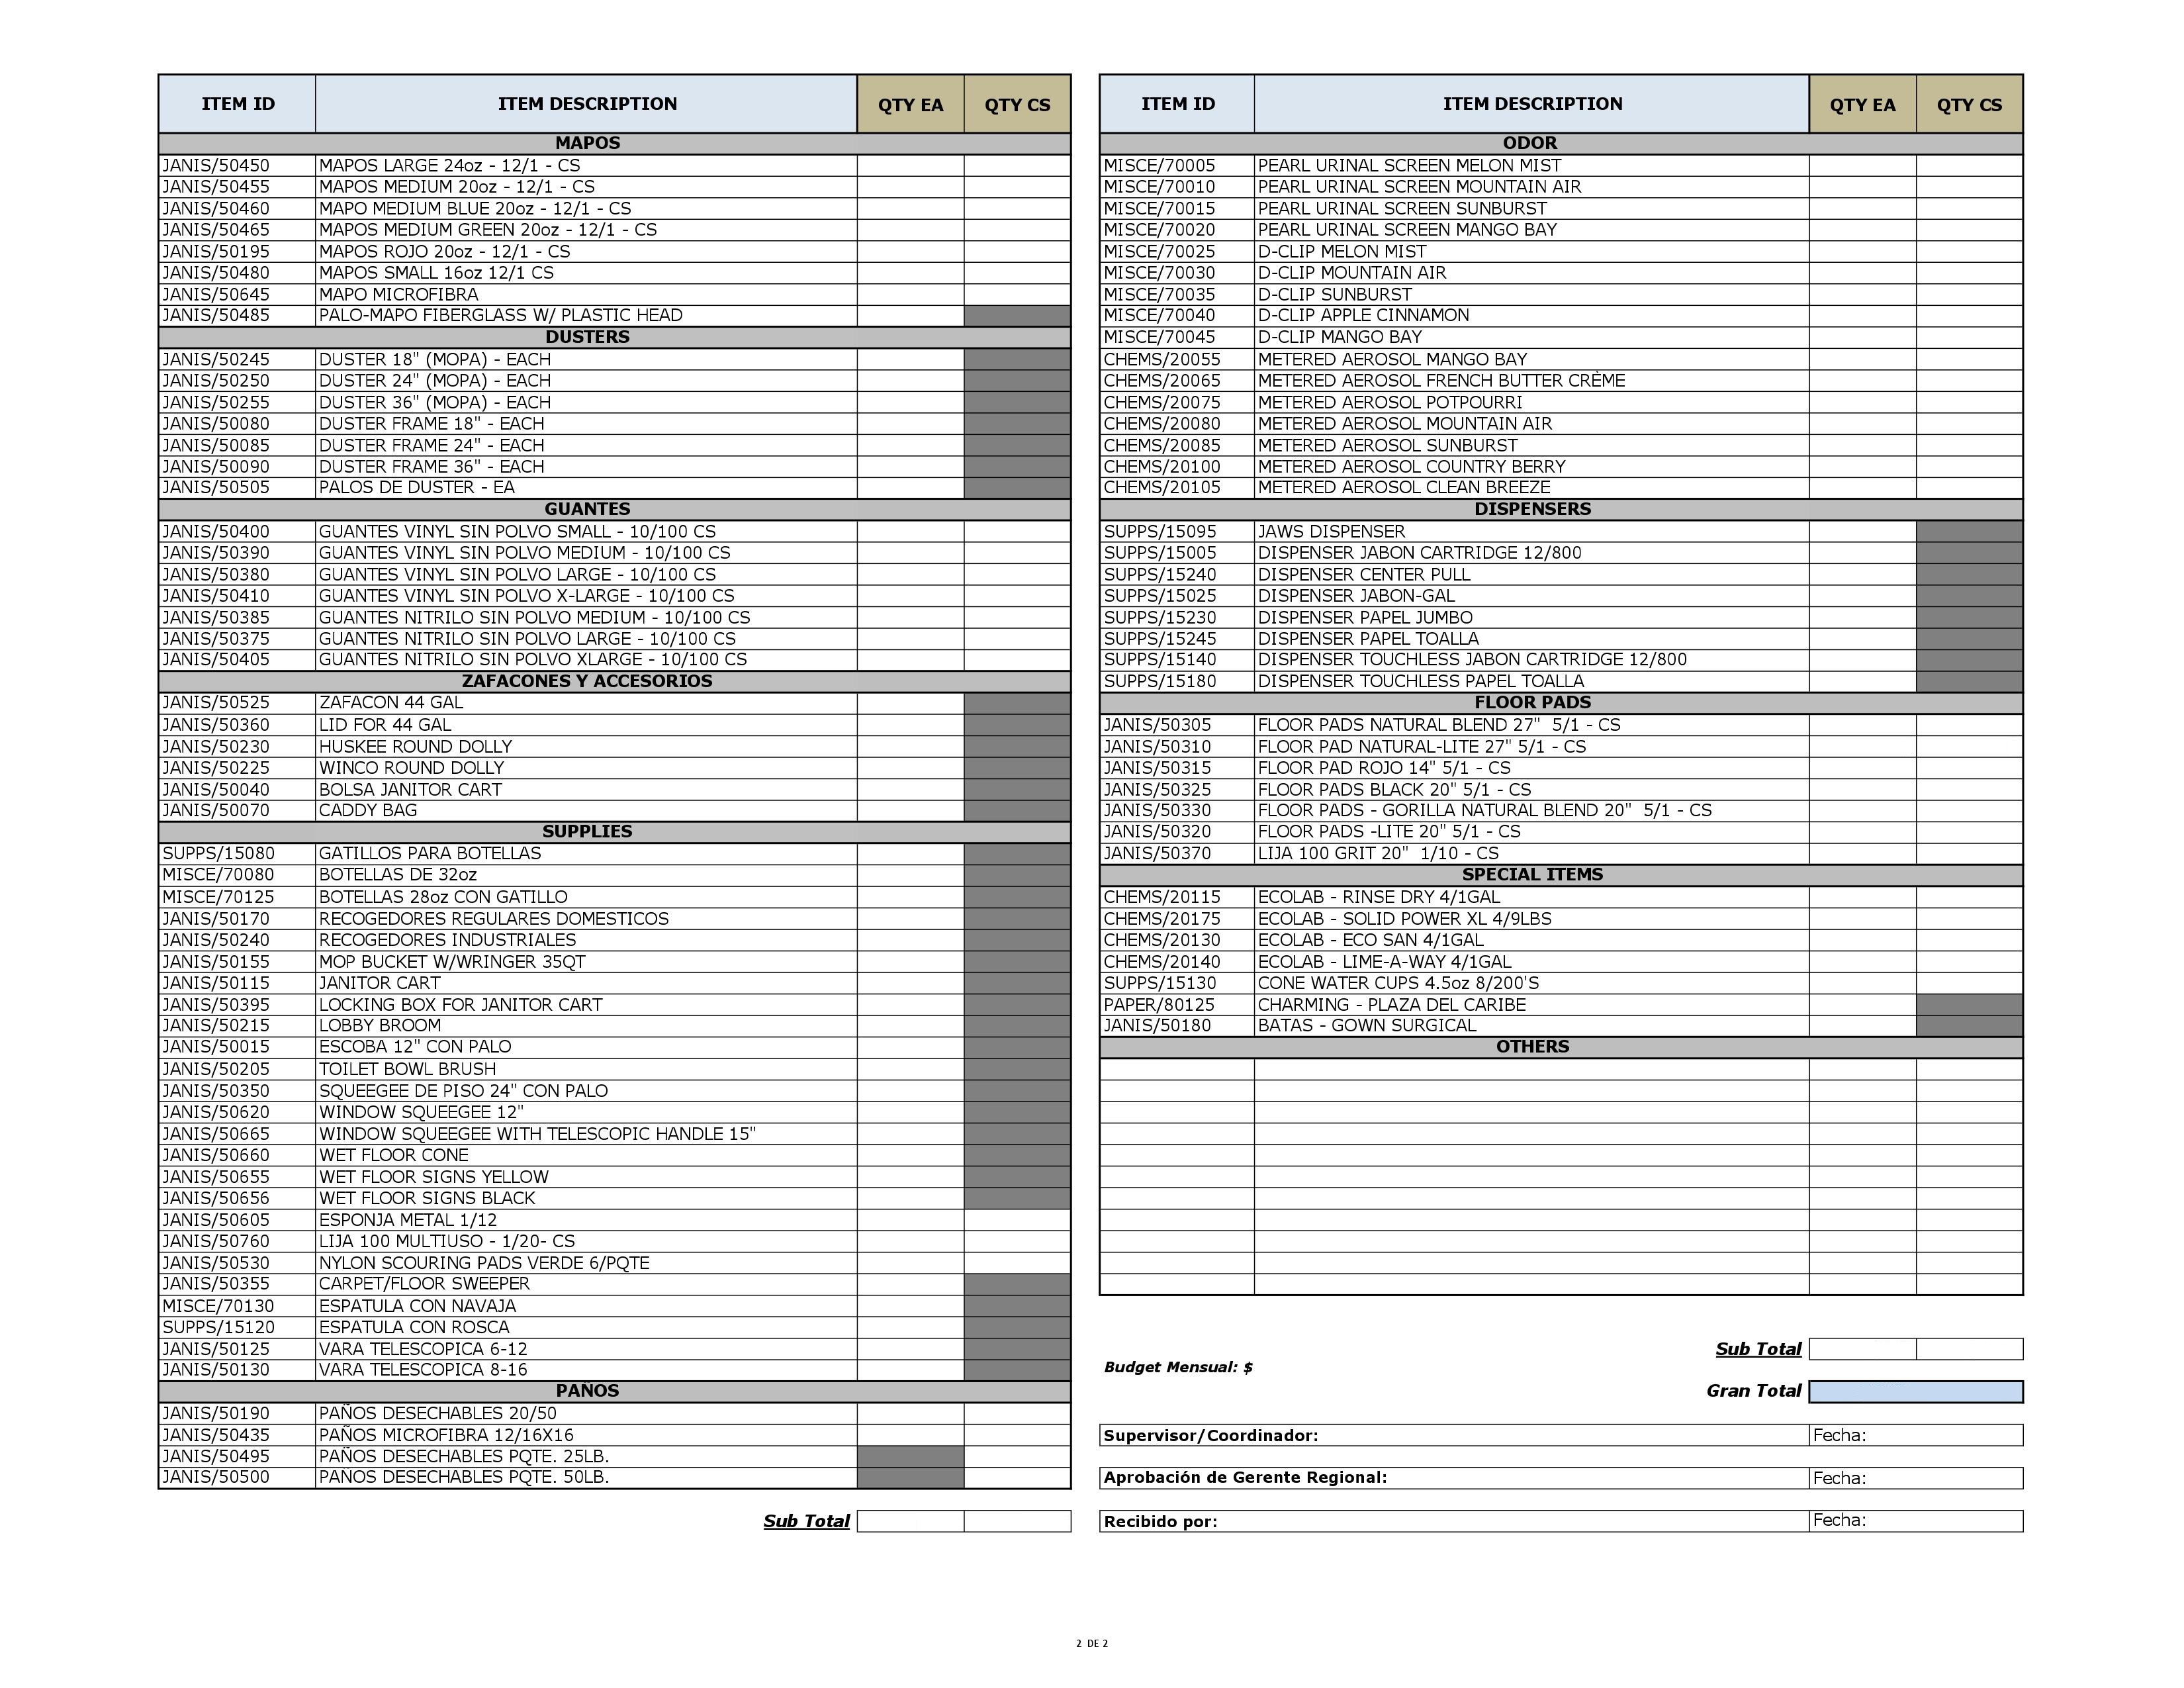 ITEM ID ITEM DESCRIPTION QTY EA QTY CS
MAPOS
JANIS/50450 MAPOS LARGE 24oz - 12/1 - CS
JANIS/50455 MAPOS MEDIUM 20oz - 12/1 - CS
JANIS/50460 MAPO MEDIUM BLUE 20oz - 12/1 - CS
JANIS/50465 MAPOS MEDIUM GREEN 20oz - 12/1 - CS
JANIS/50195 MAPOS ROJO 20oz - 12/1 - CS
JANIS/50480 MAPOS SMALL 16oz 12/1 CS
JANIS/50645 MAPO MICROFIBRA
JANIS/50485 PALO-MAPO FIBERGLASS W/ PLASTIC HEAD
DUSTERS
JANIS/50245 DUSTER 18" (MOPA) - EACH
JANIS/50250 DUSTER 24" (MOPA) - EACH
JANIS/50255 DUSTER 36" (MOPA) - EACH
JANIS/50080 DUSTER FRAME 18" - EACH
JANIS/50085 DUSTER FRAME 24" - EACH
JANIS/50090 DUSTER FRAME 36" - EACH
JANIS/50505 PALOS DE DUSTER - EA
GUANTES
JANIS/50400 GUANTES VINYL SIN POLVO SMALL - 10/100 CS
JANIS/50390 GUANTES VINYL SIN POLVO MEDIUM - 10/100 CS
JANIS/50380 GUANTES VINYL SIN POLVO LARGE - 10/100 CS
JANIS/50410 GUANTES VINYL SIN POLVO X-LARGE - 10/100 CS
JANIS/50385 GUANTES NITRILO SIN POLVO MEDIUM - 10/100 CS
JANIS/50375 GUANTES NITRILO SIN POLVO LARGE - 10/100 CS
JANIS/50405 GUANTES NITRILO SIN POLVO XLARGE - 10/100 CS
ZAFACONES Y ACCESORIOS
JANIS/50525 ZAFACON 44 GAL
JANIS/50360 LID FOR 44 GAL
JANIS/50230 HUSKEE ROUND DOLLY
JANIS/50225 WINCO ROUND DOLLY
JANIS/50040 BOLSA JANITOR CART
JANIS/50070 CADDY BAG
SUPPLIES
SUPPS/15080 GATILLOS PARA BOTELLAS
MISCE/70080 BOTELLAS DE 32oz
MISCE/70125 BOTELLAS 28oz CON GATILLO
JANIS/50170 RECOGEDORES REGULARES DOMESTICOS
JANIS/50240 RECOGEDORES INDUSTRIALES
JANIS/50155 MOP BUCKET W/WRINGER 35QT
JANIS/50115 JANITOR CART
JANIS/50395 LOCKING BOX FOR JANITOR CART
JANIS/50215 LOBBY BROOM
JANIS/50015 ESCOBA 12" CON PALO
JANIS/50205 TOILET BOWL BRUSH
JANIS/50350 SQUEEGEE DE PISO 24" CON PALO
JANIS/50620 WINDOW SQUEEGEE 12"
JANIS/50665 WINDOW SQUEEGEE WITH TELESCOPIC HANDLE 15"
JANIS/50660 WET FLOOR CONE
JANIS/50655 WET FLOOR SIGNS YELLOW
JANIS/50656 WET FLOOR SIGNS BLACK
JANIS/50605 ESPONJA METAL 1/12
JANIS/50760 LIJA 100 MULTIUSO - 1/20- CS
JANIS/50530 NYLON SCOURING PADS VERDE 6/PQTE
JANIS/50355 CARPET/FLOOR SWEEPER
MISCE/70130 ESPATULA CON NAVAJA
SUPPS/15120 ESPATULA CON ROSCA
JANIS/50125 VARA TELESCOPICA 6-12
JANIS/50130 VARA TELESCOPICA 8-16
PAÑOS
JANIS/50190 PAÑOS DESECHABLES 20/50
JANIS/50435 PAÑOS MICROFIBRA 12/16X16
JANIS/50495 PAÑOS DESECHABLES PQTE. 25LB.
JANIS/50500 PAÑOS DESECHABLES PQTE. 50LB.
Sub Total
ITEM ID ITEM DESCRIPTION QTY EA QTY CS
ODOR
MISCE/70005 PEARL URINAL SCREEN MELON MIST
MISCE/70010 PEARL URINAL SCREEN MOUNTAIN AIR
MISCE/70015 PEARL URINAL SCREEN SUNBURST
MISCE/70020 PEARL URINAL SCREEN MANGO BAY
MISCE/70025 D-CLIP MELON MIST
MISCE/70030 D-CLIP MOUNTAIN AIR
MISCE/70035 D-CLIP SUNBURST
MISCE/70040 D-CLIP APPLE CINNAMON
MISCE/70045 D-CLIP MANGO BAY
CHEMS/20055 METERED AEROSOL MANGO BAY
CHEMS/20065 METERED AEROSOL FRENCH BUTTER CRÈME
CHEMS/20075 METERED AEROSOL POTPOURRI
CHEMS/20080 METERED AEROSOL MOUNTAIN AIR
CHEMS/20085 METERED AEROSOL SUNBURST
CHEMS/20100 METERED AEROSOL COUNTRY BERRY
CHEMS/20105 METERED AEROSOL CLEAN BREEZE
DISPENSERS
SUPPS/15095 JAWS DISPENSER
SUPPS/15005 DISPENSER JABON CARTRIDGE 12/800
SUPPS/15240 DISPENSER CENTER PULL
SUPPS/15025 DISPENSER JABON-GAL
SUPPS/15230 DISPENSER PAPEL JUMBO
SUPPS/15245 DISPENSER PAPEL TOALLA
SUPPS/15140 DISPENSER TOUCHLESS JABON CARTRIDGE 12/800
SUPPS/15180 DISPENSER TOUCHLESS PAPEL TOALLA
FLOOR PADS
JANIS/50305 FLOOR PADS NATURAL BLEND 27" 5/1 - CS
JANIS/50310 FLOOR PAD NATURAL-LITE 27" 5/1 - CS
JANIS/50315 FLOOR PAD ROJO 14" 5/1 - CS
JANIS/50325 FLOOR PADS BLACK 20" 5/1 - CS
JANIS/50330 FLOOR PADS - GORILLA NATURAL BLEND 20" 5/1 - CS
JANIS/50320 FLOOR PADS -LITE 20" 5/1 - CS
JANIS/50370 LIJA 100 GRIT 20" 1/10 - CS
SPECIAL ITEMS
CHEMS/20115 ECOLAB - RINSE DRY 4/1GAL
CHEMS/20175 ECOLAB - SOLID POWER XL 4/9LBS
CHEMS/20130 ECOLAB - ECO SAN 4/1GAL
CHEMS/20140 ECOLAB - LIME-A-WAY 4/1GAL
SUPPS/15130 CONE WATER CUPS 4.5oz 8/200'S
PAPER/80125 CHARMING - PLAZA DEL CARIBE
JANIS/50180 BATAS - GOWN SURGICAL
OTHERS
Sub Total
Budget Mensual: $
Gran Total
Supervisor/Coordinador: Fecha:
Aprobación de Gerente Regional: Fecha:
Recibido por: Fecha:
2 DE 2